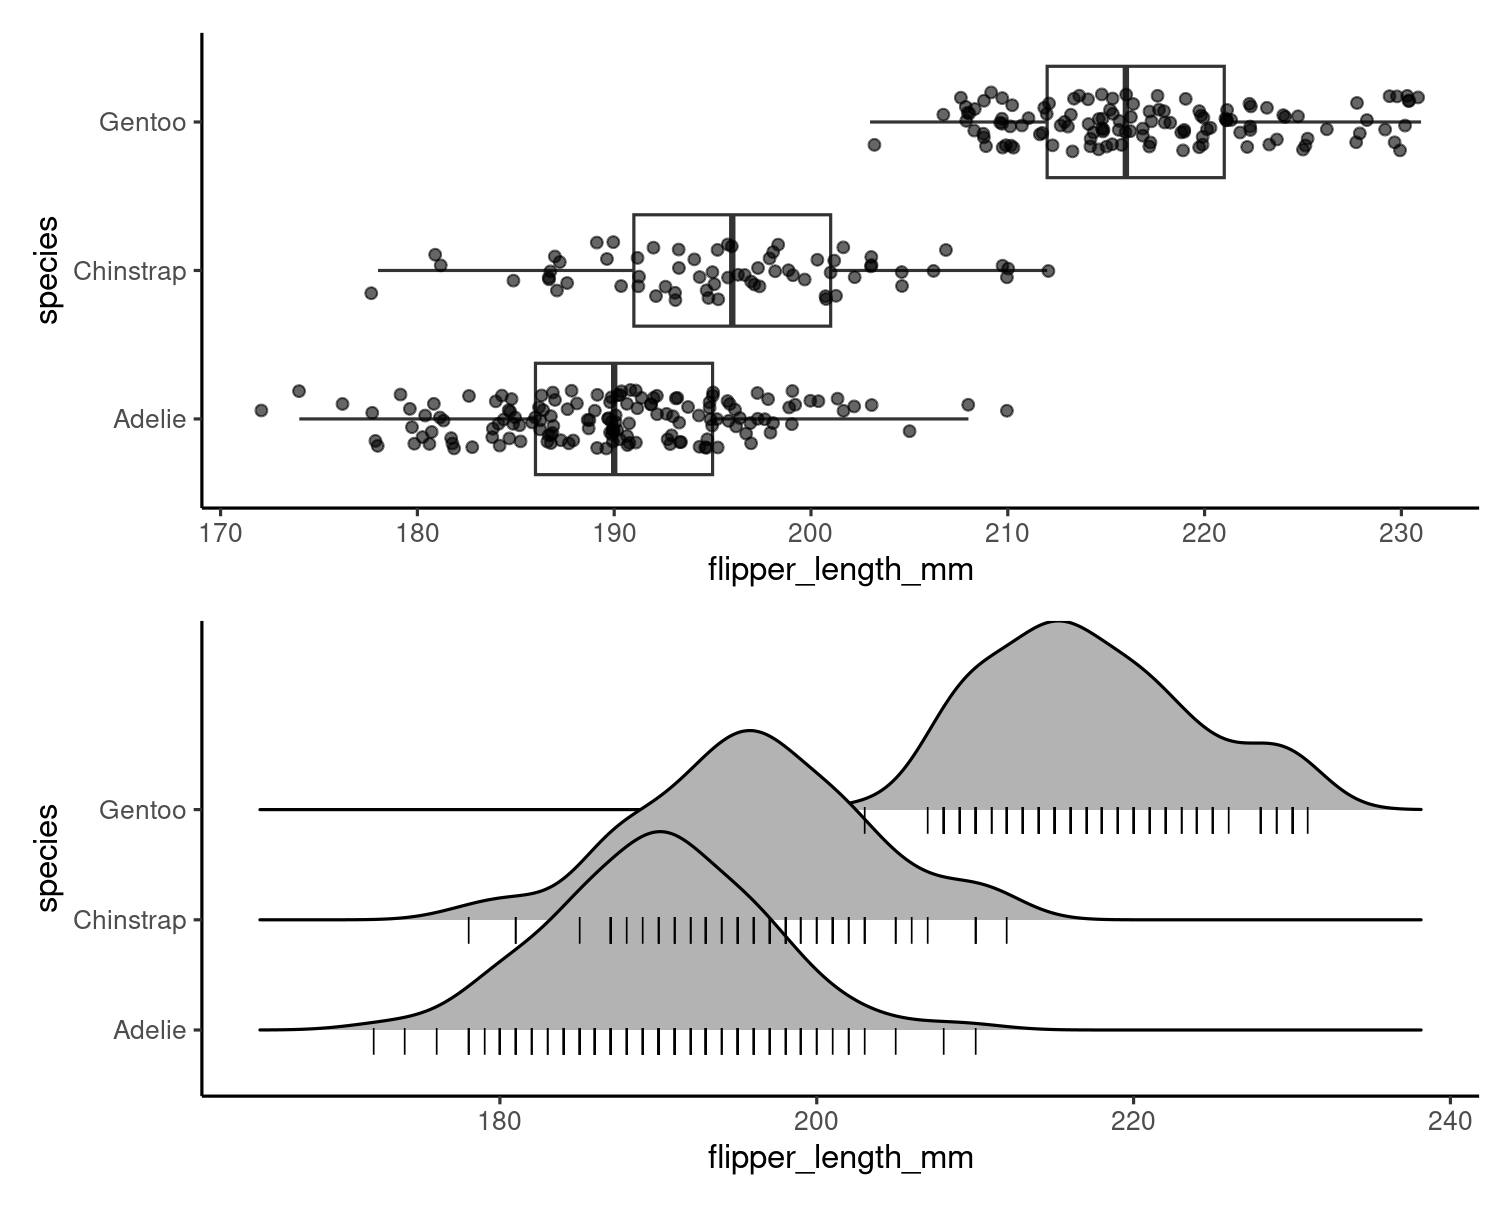 species
Gentoo
Chinstrap
Adelie
170 180 190 200 210 220 230
flipper_length_mm
species
Gentoo
Chinstrap
Adelie
180 200 220 240
flipper_length_mm